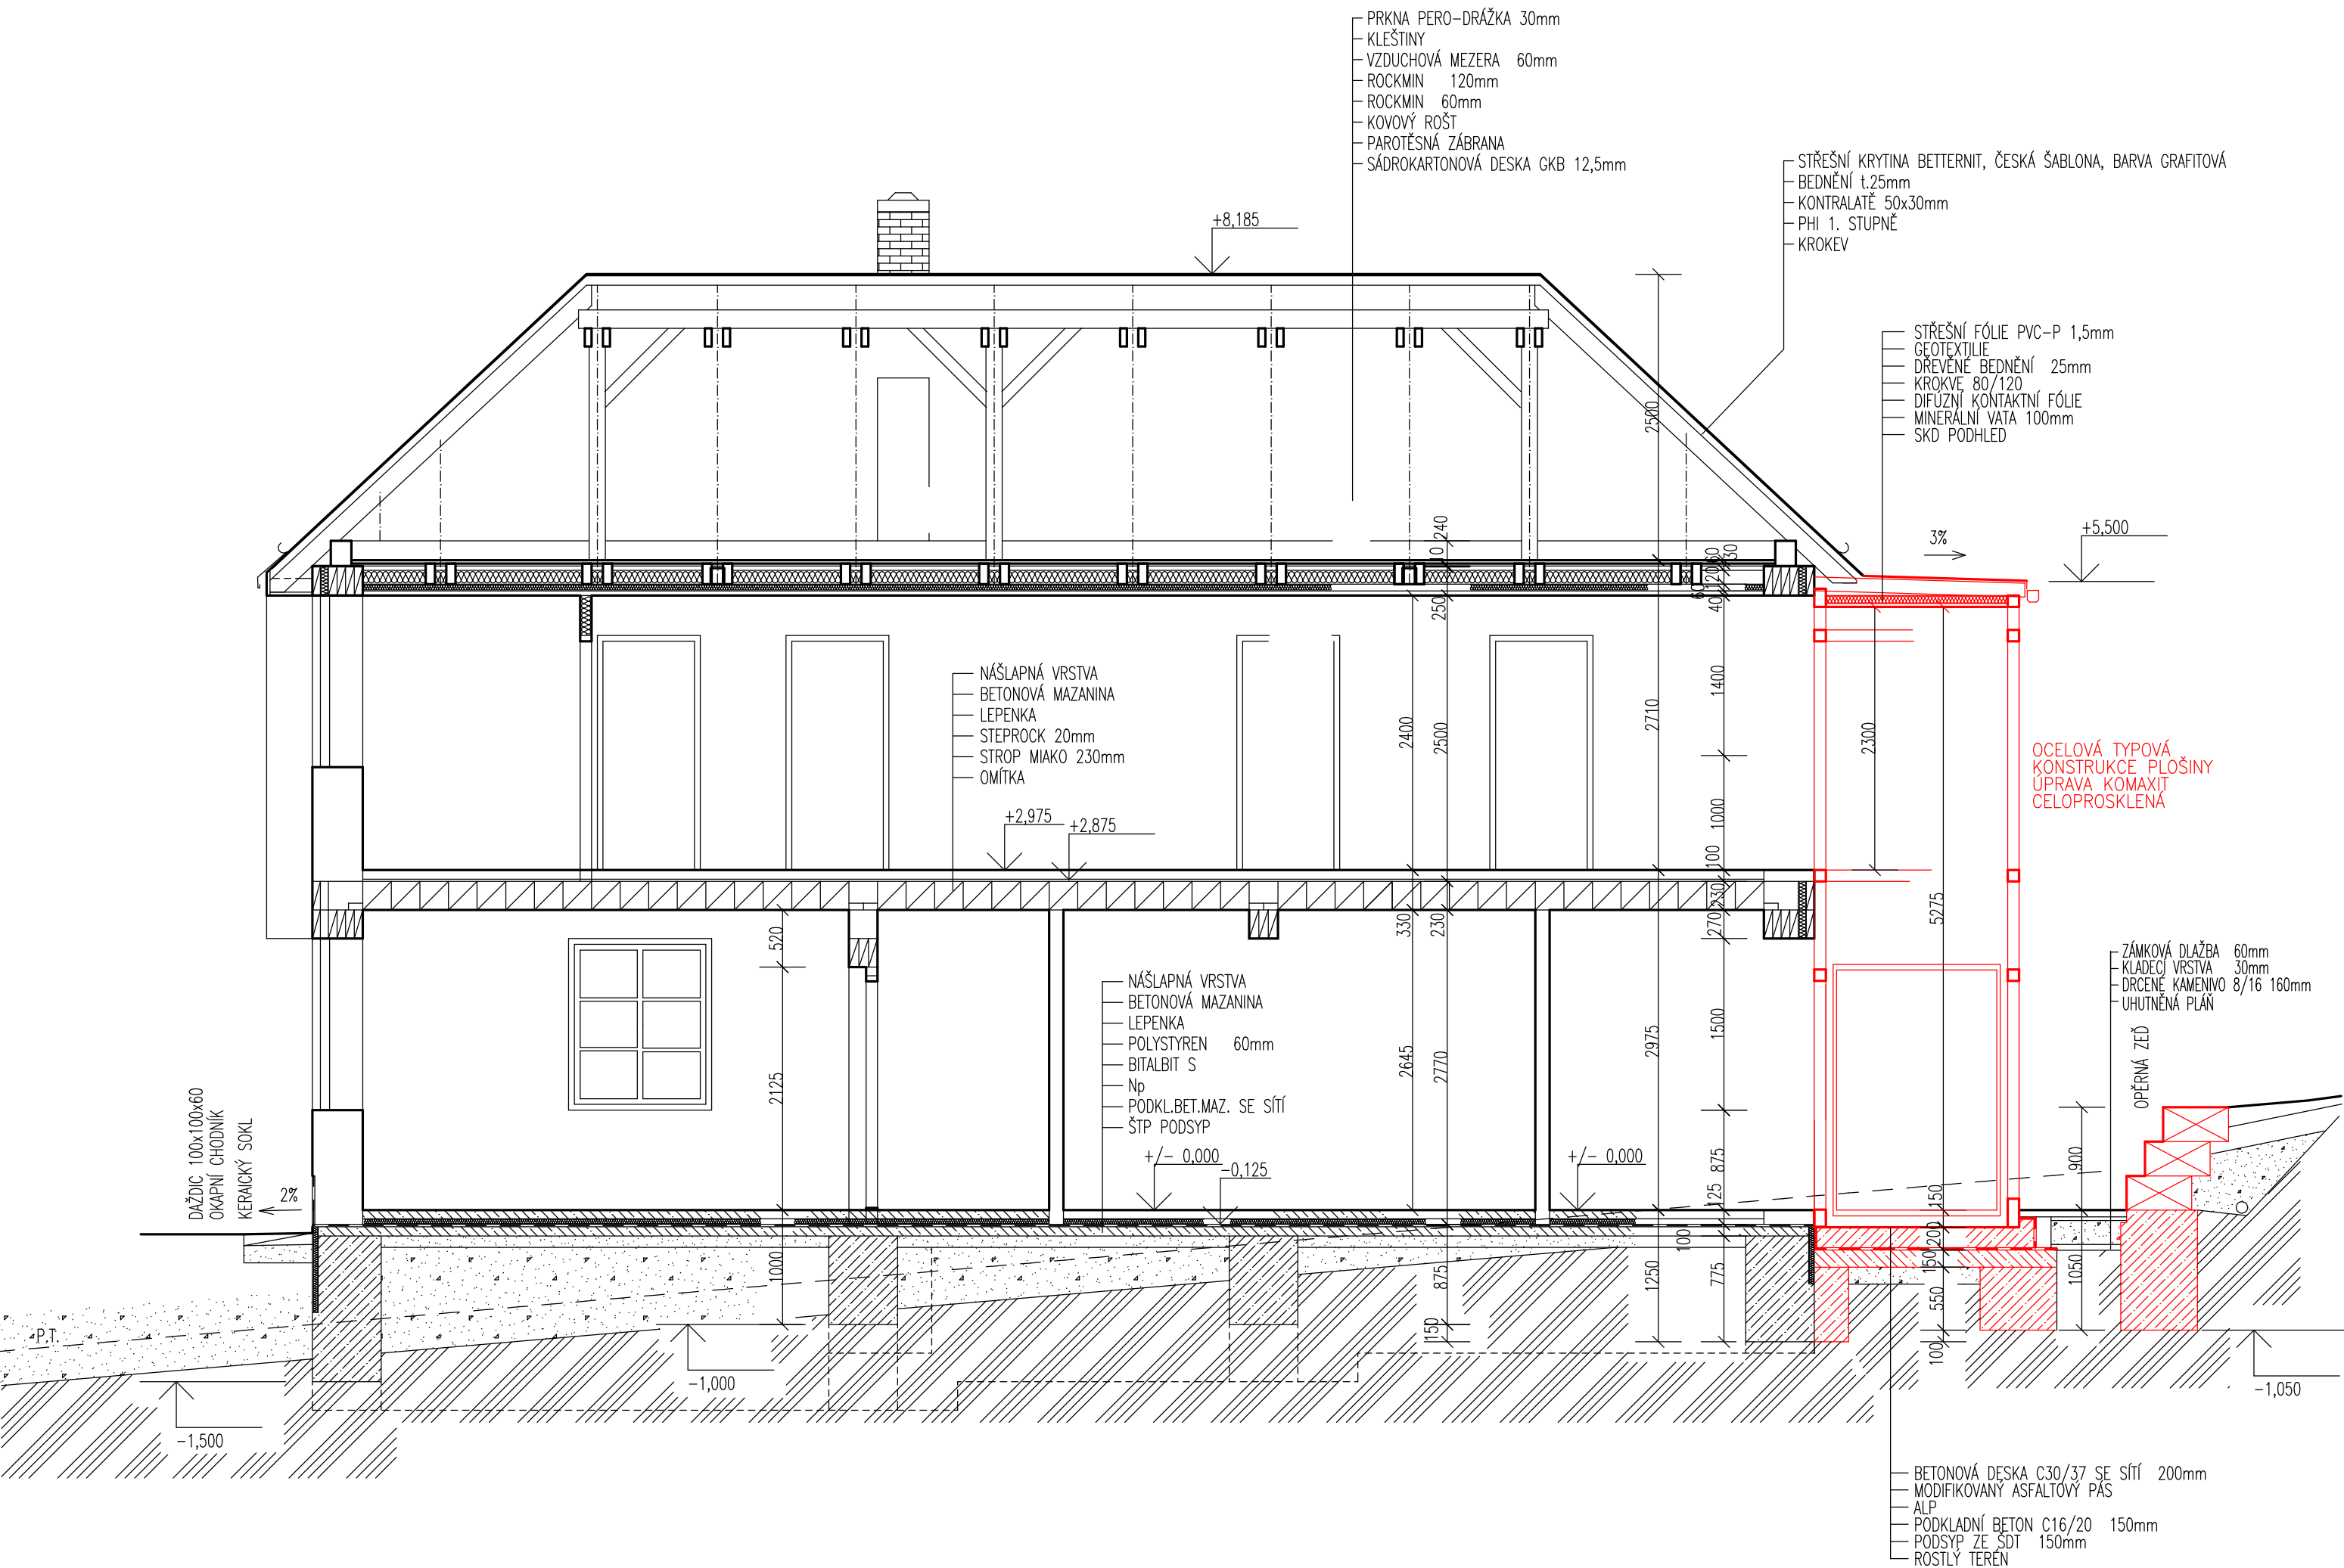 PRKNA PERO-DRÁŽKA 30mm
KLEŠTINY
VZDUCHOVÁ MEZERA 60mm
ROCKMIN 120mm
ROCKMIN 60mm
KOVOVÝ ROŠT
PAROTĚSNÁ ZÁBRANA
SÁDROKARTONOVÁ DESKA GKB 12,5mm
STŘEŠNÍ KRYTINA BETTERNIT, ČESKÁ ŠABLONA, BARVA GRAFITOVÁ
BEDNĚNÍ t.25mm
KONTRALATĚ 50x30mm
PHI 1. STUPNĚ
KROKEV
+8,185
STŘEŠNÍ FÓLIE PVC-P 1,5mm
GEOTEXTILIE
DŘEVĚNÉ BEDNĚNÍ 25mm
KROKVE 80/120
DIFÚZNÍ KONTAKTNÍ FÓLIE
MINERÁLNÍ VATA 100mm
SKD PODHLED
2500
+5,500
3%
240
10
60
30
120
40
250
NÁŠLAPNÁ VRSTVA
BETONOVÁ MAZANINA
LEPENKA
STEPROCK 20mm
STROP MIAKO 230mm
OMÍTKA
1400
2400
2500
2710
2300
OCELOVÁ TYPOVÁ
KONSTRUKCE PLOŠINY
ÚPRAVA KOMAXIT
CELOPROSKLENÁ
+2,975
+2,875
1000
100
230
5275
520
330
230
270
NÁŠLAPNÁ VRSTVA
BETONOVÁ MAZANINA
LEPENKA
POLYSTYREN 60mm
BITALBIT S
Np
PODKL.BET.MAZ. SE SÍTÍ
ŠTP PODSYP
ZÁMKOVÁ DLAŽBA 60mm
KLADECÍ VRSTVA 30mm
DRCENÉ KAMENIVO 8/16 160mm
UHUTNĚNÁ PLÁŇ
OPĚRNÁ ZEĎ
2125
2645
2770
2975
1500
DAŽDIC 100x100x60
OKAPNÍ CHODNÍK
KERAICKÝ SOKL
2%
+/- 0,000
-0,125
+/- 0,000
875
125
900
150
200
150
1050
1000
100
875
1250
775
550
150
100
P.T.
-1,000
-1,500
-1,050
BETONOVÁ DESKA C30/37 SE SÍTÍ 200mm
MODIFIKOVANÝ ASFALTOVÝ PÁS
ALP
PODKLADNÍ BETON C16/20 150mm
PODSYP ZE ŠDT 150mm
ROSTLÝ TERÉN